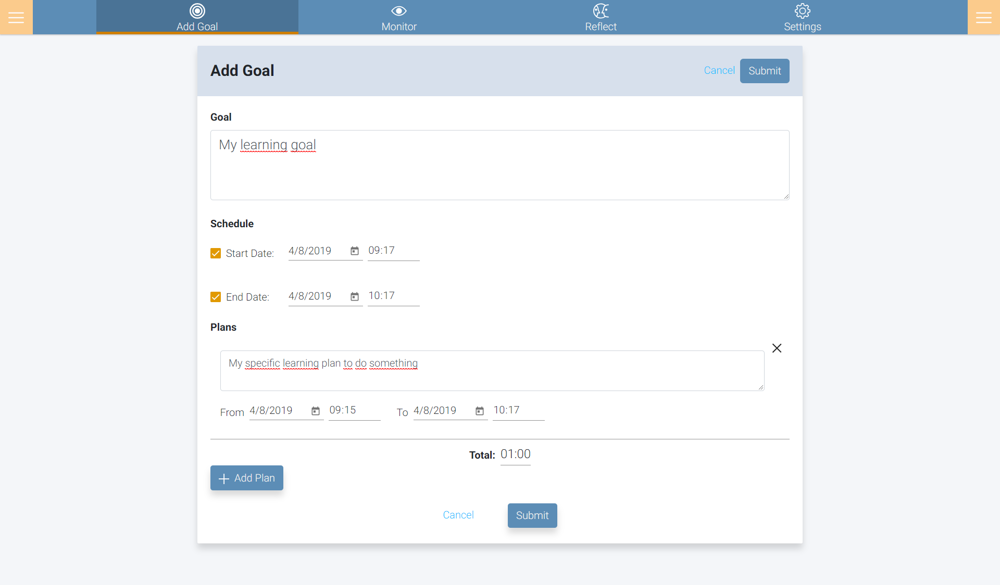 Add Goal
Monitor
Reflect
Settings
Add Goal
Cancel
Submit
Goal
My learning goal
Schedule
Start Date: 4/8/2019 09:17
End Date: 4/8/2019 10:17
Plans
My specific learning plan to do something
From 4/8/2019 09:15 To 4/8/2019 10:17
Total: 01:00
Add Plan
Cancel
Submit